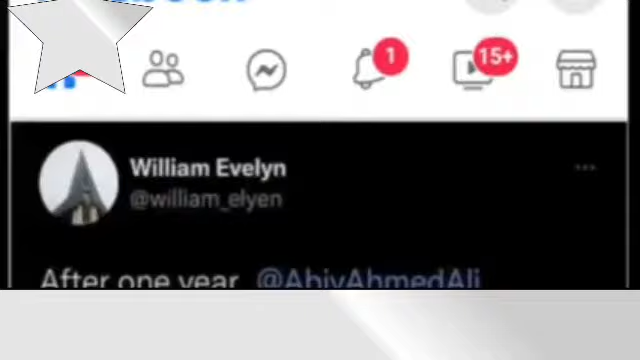 1
15+
William Evelyn
@william_elyen
After one year @AbiyAhmedAli